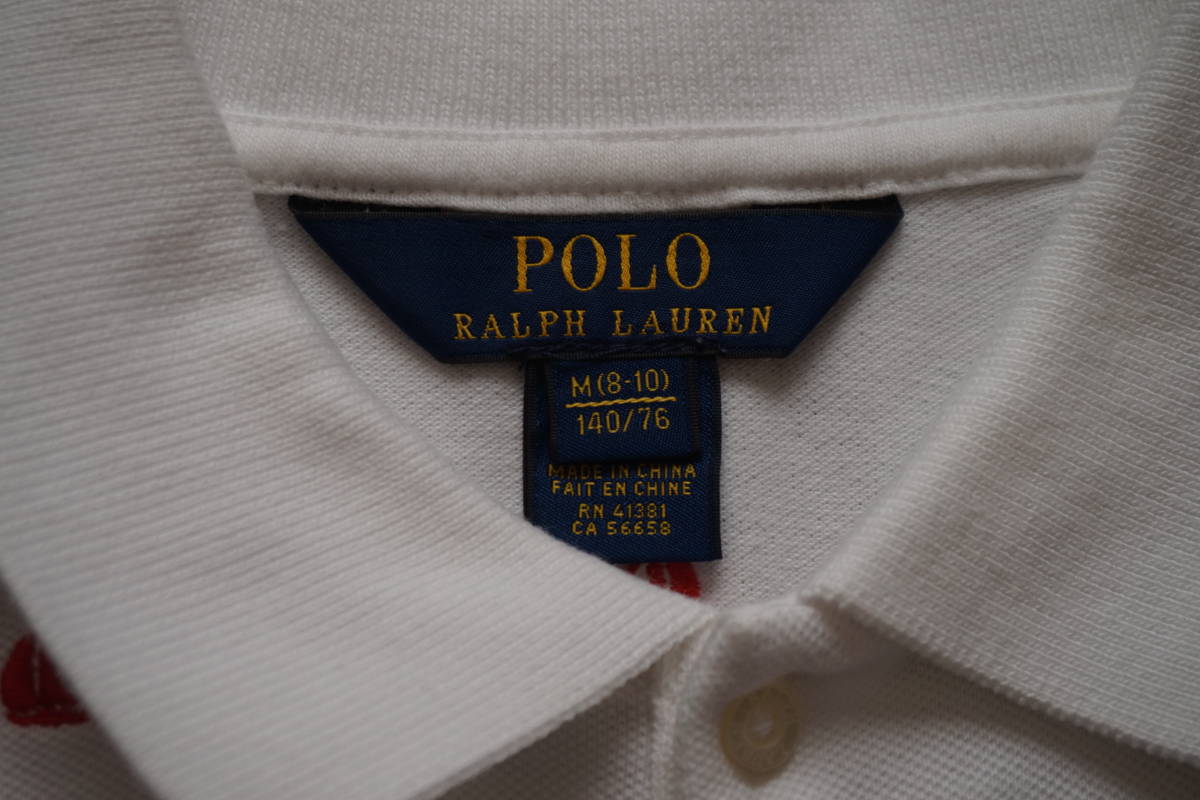 POLO
RALPH LAUREN
M (8-10)
140/76
MADE IN CHINA
FAIT EN CHINE
RN 41381
CA 56658